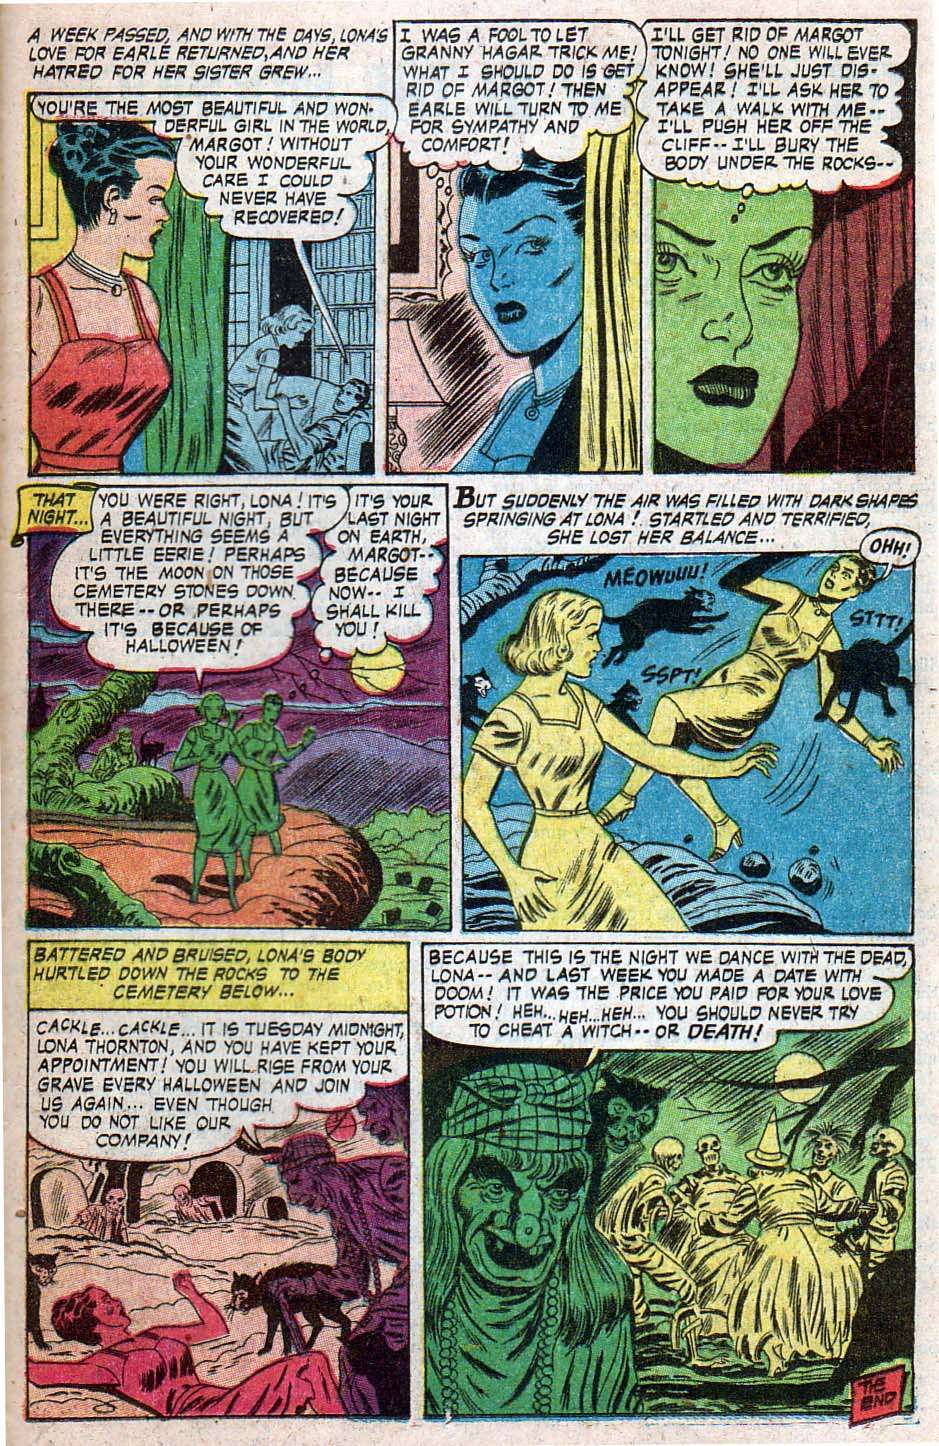 A WEEK PASSED, AND WITH THE DAYS, LONA'S
LOVE FOR EARLE RETURNED, AND HER
HATRED FOR HER SISTER GREW...
YOU'RE THE MOST BEAUTIFUL AND WON-
DERFUL GIRL IN THE WORLD,
MARGOT! WITHOUT
YOUR WONDERFUL
CARE I COULD
NEVER HAVE
RECOVERED!
I WAS A FOOL TO LET
GRANNY HAGAR TRICK ME!
WHAT I SHOULD DO IS GET
RID OF MARGOT! THEN
EARLE WILL TURN TO ME
FOR SYMPATHY AND
COMFORT!
I'LL GET RID OF MARGOT
TONIGHT! NO ONE WILL EVER
KNOW! SHE'LL JUST DIS-
APPEAR! I'LL ASK HER TO
TAKE A WALK WITH ME--
I'LL PUSH HER OFF THE
CLIFF-- I'LL BURY THE
BODY UNDER THE ROCKS--
THAT
NIGHT...
YOU WERE RIGHT, LONA! IT'S
A BEAUTIFUL NIGHT, BUT
EVERYTHING SEEMS A
LITTLE EERIE! PERHAPS
IT'S THE MOON ON THOSE
CEMETERY STONES DOWN
THERE-- OR PERHAPS
IT'S BECAUSE OF
HALLOWEEN!
IT'S YOUR
LAST NIGHT
ON EARTH,
MARGOT--
BECAUSE
NOW-- I
SHALL KILL
YOU!
BUT SUDDENLY THE AIR WAS FILLED WITH DARK SHAPES
SPRINGING AT LONA! STARTLED AND TERRIFIED,
SHE LOST HER BALANCE...
MEOWUUU!
OHH!
STTT!
SSPT!
BATTERED AND BRUISED, LONA'S BODY
HURTLED DOWN THE ROCKS TO THE
CEMETERY BELOW...
CACKLE... CACKLE... IT IS TUESDAY MIDNIGHT,
LONA THORNTON, AND YOU HAVE KEPT YOUR
APPOINTMENT! YOU WILL RISE FROM YOUR
GRAVE EVERY HALLOWEEN AND JOIN
US AGAIN... EVEN THOUGH
YOU DO NOT LIKE OUR
COMPANY!
BECAUSE THIS IS THE NIGHT WE DANCE WITH THE DEAD,
LONA-- AND LAST WEEK YOU MADE A DATE WITH
DOOM! IT WAS THE PRICE YOU PAID FOR YOUR LOVE
POTION! HEH... HEH... HEH... YOU SHOULD NEVER TRY
TO CHEAT A WITCH-- OR DEATH!
THE
END